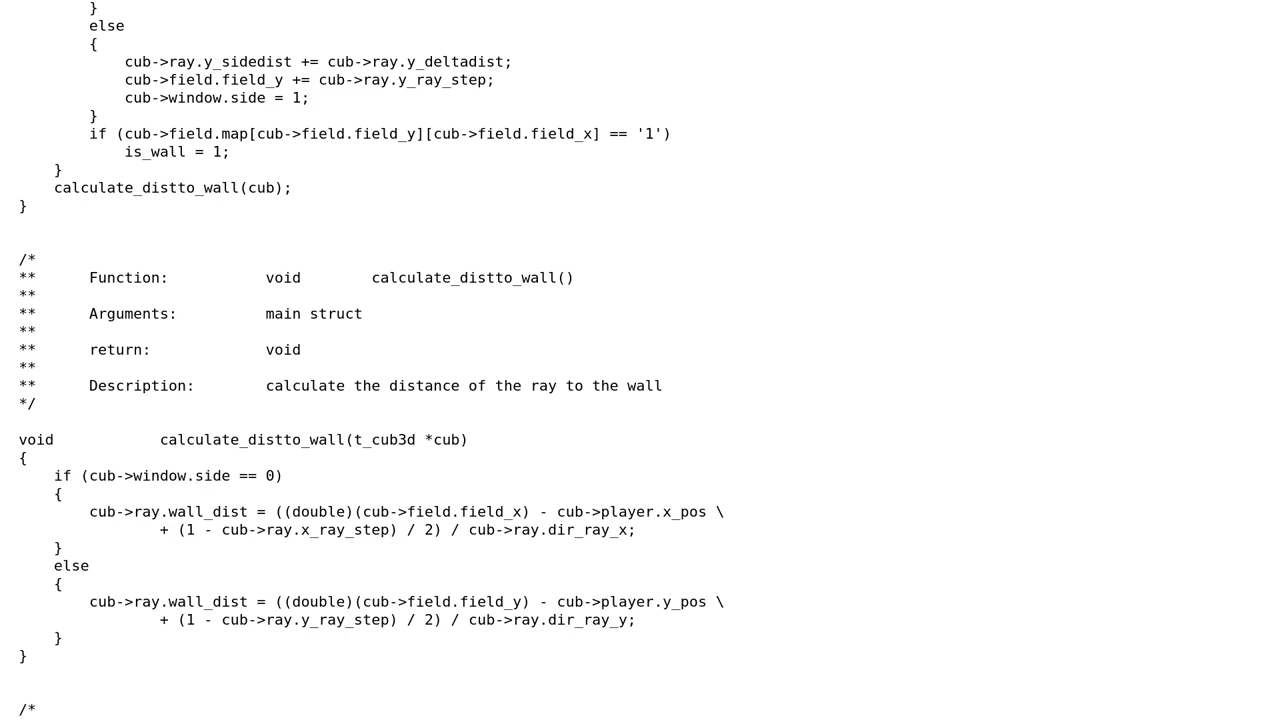 }
        else
        {
            cub->ray.y_sidedist += cub->ray.y_deltadist;
            cub->field.field_y += cub->ray.y_ray_step;
            cub->window.side = 1;
        }
        if (cub->field.map[cub->field.field_y][cub->field.field_x] == '1')
            is_wall = 1;
    }
    calculate_distto_wall(cub);
}
/*
**      Function:           void        calculate_distto_wall()
**
**      Arguments:          main struct
**
**      return:             void
**
**      Description:        calculate the distance of the ray to the wall
*/
void            calculate_distto_wall(t_cub3d *cub)
{
    if (cub->window.side == 0)
    {
        cub->ray.wall_dist = ((double)(cub->field.field_x) - cub->player.x_pos \
                + (1 - cub->ray.x_ray_step) / 2) / cub->ray.dir_ray_x;
    }
    else
    {
        cub->ray.wall_dist = ((double)(cub->field.field_y) - cub->player.y_pos \
                + (1 - cub->ray.y_ray_step) / 2) / cub->ray.dir_ray_y;
    }
}
/*